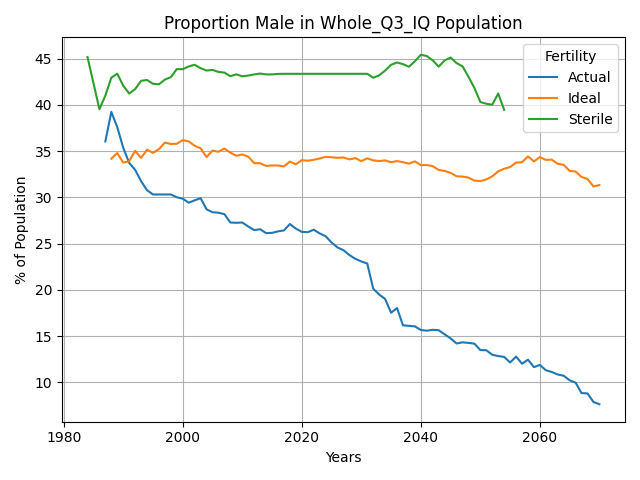 Proportion Male in Whole_Q3_IQ Population
% of Population
45
40
35
30
25
20
15
10
Fertility
Actual
Ideal
Sterile
1980
2000
2020
2040
2060
Years